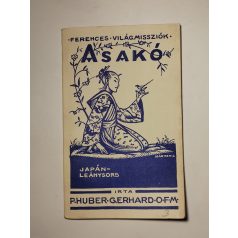 ·FERENCES·VILÁGMISSZIÓK·
ASAKÓ
JAPÁN-
LEÁNYSORS
IRTA
P.HUBER·GERHARD·O·F·M·